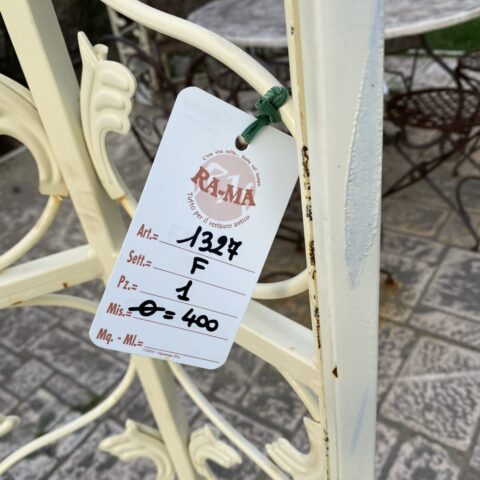 C'era una volta... Basta nel tempo
RA-MA
Tutto per il restauro antico
Art.= 1327
Sett.= F
Pz.= 1
Mis.= Ø = 400
Mq. - Ml.=